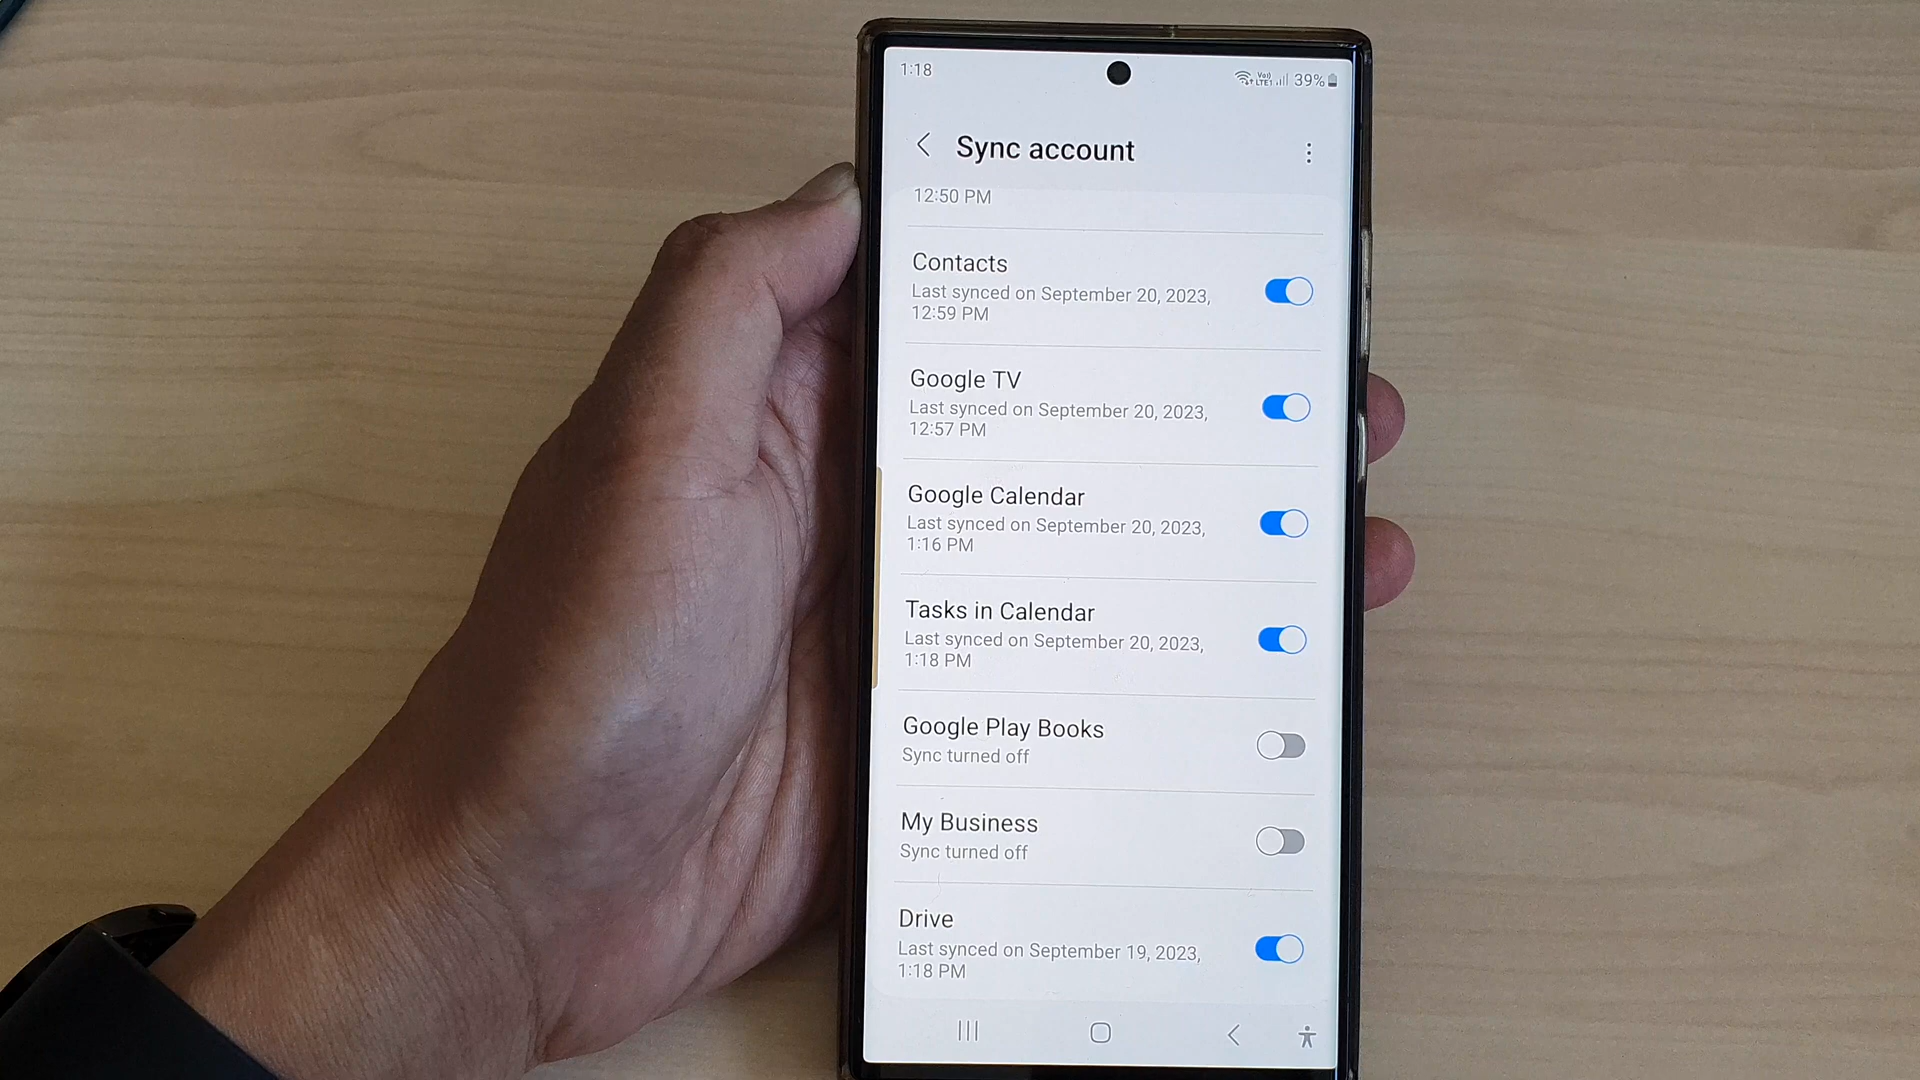 1:18
39%
Sync account
12:50 PM
Contacts
Last synced on September 20, 2023,
12:59 PM
Google TV
Last synced on September 20, 2023,
12:57 PM
Google Calendar
Last synced on September 20, 2023,
1:16 PM
Tasks in Calendar
Last synced on September 20, 2023,
1:18 PM
Google Play Books
Sync turned off
My Business
Sync turned off
Drive
Last synced on September 19, 2023,
1:18 PM